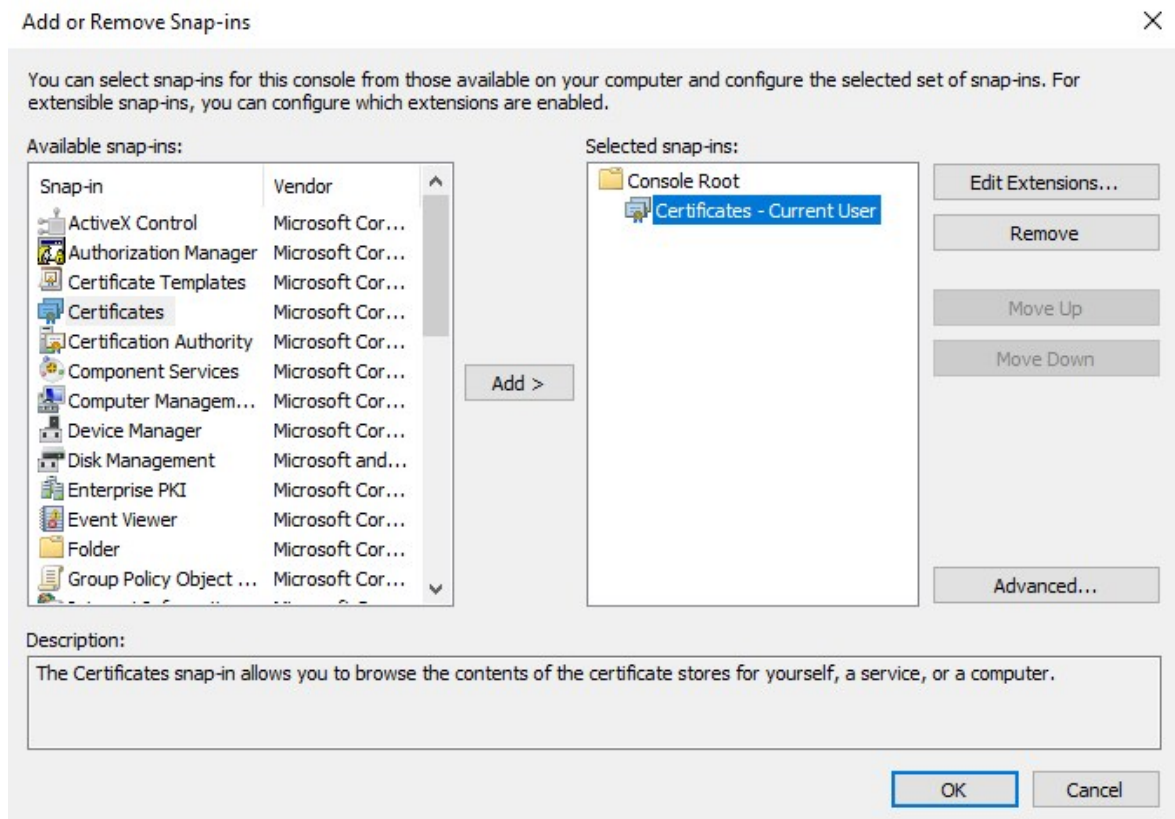 Add or Remove Snap-ins
You can select snap-ins for this console from those available on your computer and configure the selected set of snap-ins. For
extensible snap-ins, you can configure which extensions are enabled.
Available snap-ins:
Snap-in Vendor
ActiveX Control Microsoft Cor...
Authorization Manager Microsoft Cor...
Certificate Templates Microsoft Cor...
Certificates Microsoft Cor...
Certification Authority Microsoft Cor...
Component Services Microsoft Cor...
Computer Managem... Microsoft Cor...
Device Manager Microsoft Cor...
Disk Management Microsoft and...
Enterprise PKI Microsoft Cor...
Event Viewer Microsoft Cor...
Folder Microsoft Cor...
Group Policy Object ... Microsoft Cor...
Add >
Selected snap-ins:
Console Root
Certificates - Current User
Edit Extensions...
Remove
Move Up
Move Down
Advanced...
Description:
The Certificates snap-in allows you to browse the contents of the certificate stores for yourself, a service, or a computer.
OK
Cancel